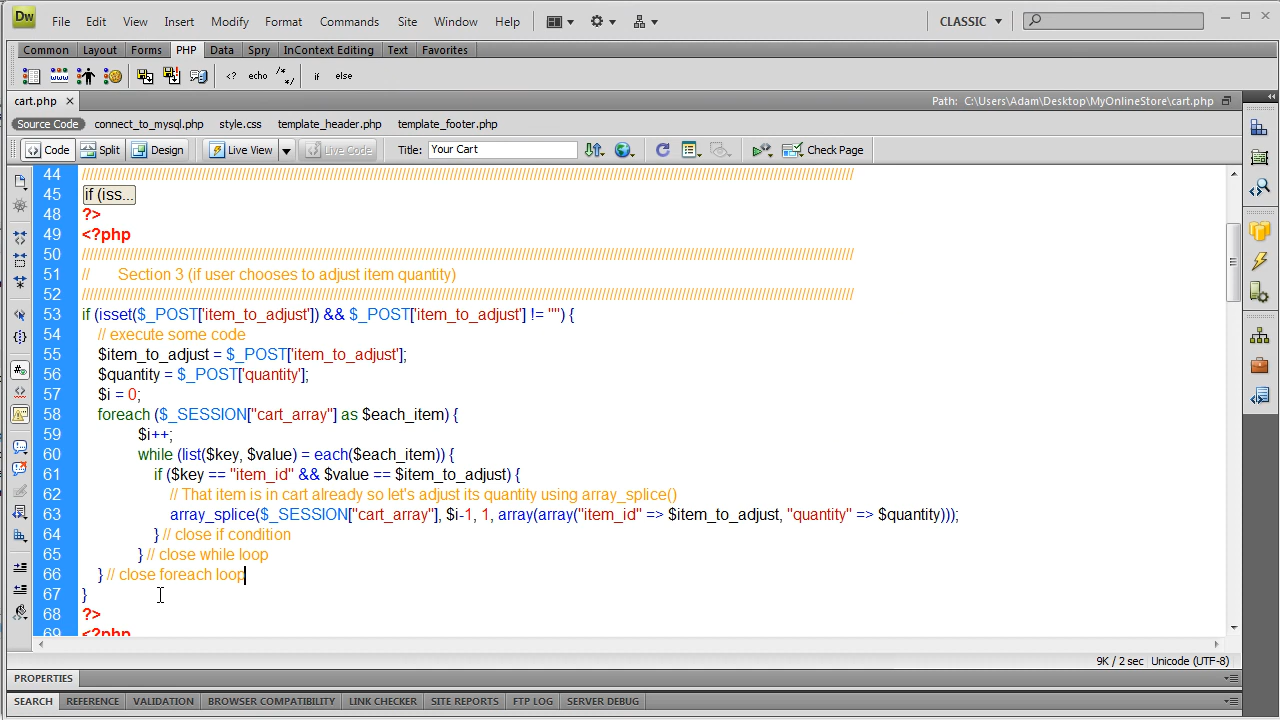 Dw File Edit View Insert Modify Format Commands Site Window Help CLASSIC
Common Layout Forms PHP Data Spry InContext Editing Text Favorites
<? echo /*  */ if else
cart.php × Path: C:\Users\Adam\Desktop\MyOnlineStore\cart.php
Source Code connect_to_mysql.php style.css template_header.php template_footer.php
Code Split Design Live View Live Code Title: Your Cart Check Page
44 ////////////////////////////////////////////////////////////////////////////////////////////////////////////////////////////////////////////////////////
45 if (iss...
48 ?>
49 <?php
50 ////////////////////////////////////////////////////////////////////////////////////////////////////////////////////////////////////////////////////////
51 // Section 3 (if user chooses to adjust item quantity)
52 ////////////////////////////////////////////////////////////////////////////////////////////////////////////////////////////////////////////////////////
53 if (isset($_POST['item_to_adjust']) && $_POST['item_to_adjust'] != "") {
54 // execute some code
55 $item_to_adjust = $_POST['item_to_adjust'];
56 $quantity = $_POST['quantity'];
57 $i = 0;
58 foreach ($_SESSION["cart_array"] as $each_item) {
59 $i++;
60 while (list($key, $value) = each($each_item)) {
61 if ($key == "item_id" && $value == $item_to_adjust) {
62 // That item is in cart already so let's adjust its quantity using array_splice()
63 array_splice($_SESSION["cart_array"], $i-1, 1, array(array("item_id" => $item_to_adjust, "quantity" => $quantity)));
64 } // close if condition
65 } // close while loop
66 } // close foreach loop
67 }
68 ?>
69 <?php
9K / 2 sec Unicode (UTF-8)
PROPERTIES
SEARCH REFERENCE VALIDATION BROWSER COMPATIBILITY LINK CHECKER SITE REPORTS FTP LOG SERVER DEBUG